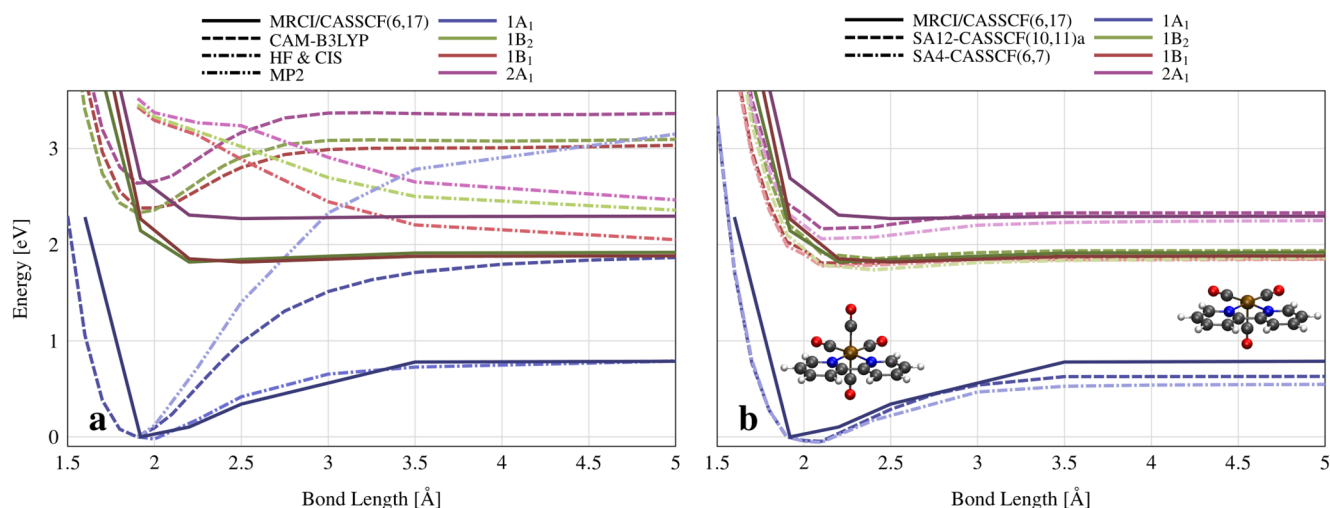 MRCI/CASSCF(6,17)
CAM-B3LYP
HF & CIS
MP2
1A₁
1B₂
1B₁
2A₁
Energy [eV]
3
2
1
0
a
1.5 2 2.5 3 3.5 4 4.5 5
Bond Length [Å]
MRCI/CASSCF(6,17)
SA12-CASSCF(10,11)a
SA4-CASSCF(6,7)
1A₁
1B₂
1B₁
2A₁
b
1.5 2 2.5 3 3.5 4 4.5 5
Bond Length [Å]